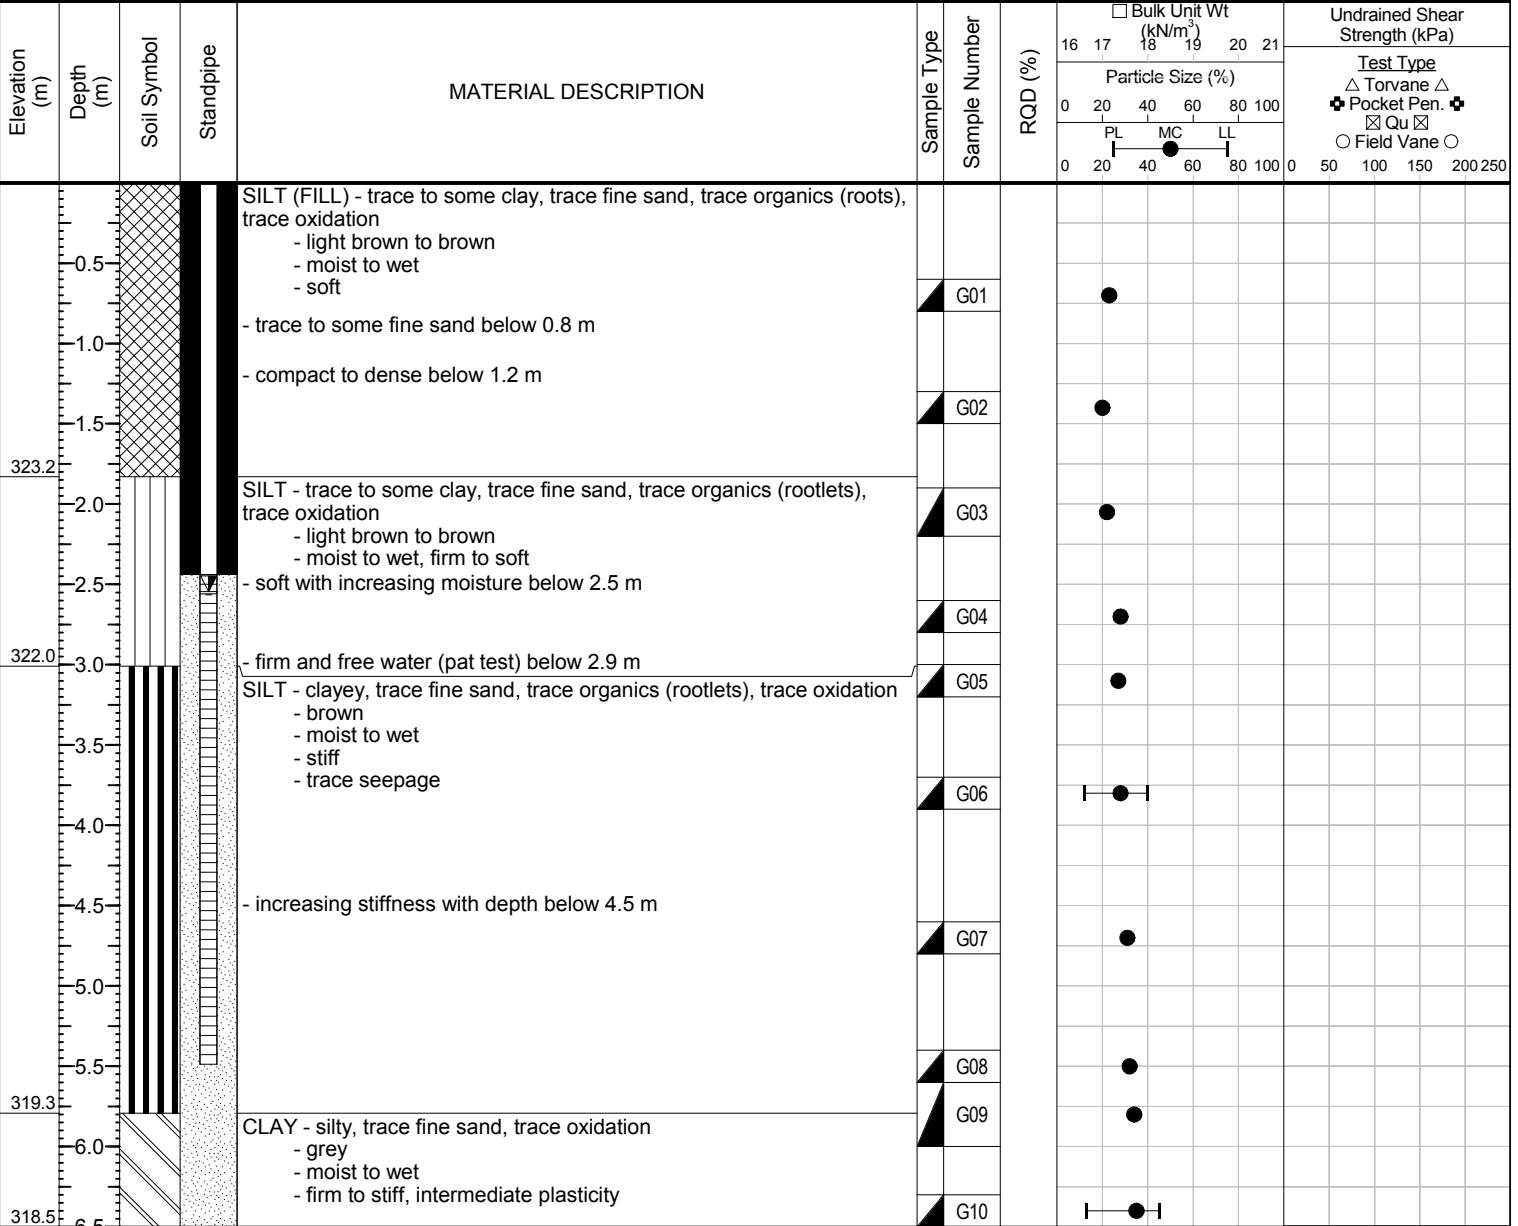 Elevation
(m)
Depth
(m)
Soil Symbol
Standpipe
MATERIAL DESCRIPTION
Sample Type
Sample Number
RQD (%)
Bulk Unit Wt
(kN/m³)
16 17 18 19 20 21
Particle Size (%)
0 20 40 60 80 100
PL MC LL
0 20 40 60 80 100
Undrained Shear
Strength (kPa)
Test Type
△ Torvane △
Pocket Pen.
☒ Qu ☒
○ Field Vane ○
0 50 100 150 200 250
SILT (FILL) - trace to some clay, trace fine sand, trace organics (roots),
trace oxidation
- light brown to brown
- moist to wet
- soft
0.5
G01
- trace to some fine sand below 0.8 m
1.0
- compact to dense below 1.2 m
G02
1.5
323.2
SILT - trace to some clay, trace fine sand, trace organics (rootlets),
trace oxidation
- light brown to brown
- moist to wet, firm to soft
2.0
G03
- soft with increasing moisture below 2.5 m
2.5
G04
322.0
- firm and free water (pat test) below 2.9 m
3.0
G05
SILT - clayey, trace fine sand, trace organics (rootlets), trace oxidation
- brown
- moist to wet
- stiff
- trace seepage
3.5
G06
4.0
- increasing stiffness with depth below 4.5 m
4.5
G07
5.0
5.5
G08
319.3
G09
CLAY - silty, trace fine sand, trace oxidation
- grey
- moist to wet
- firm to stiff, intermediate plasticity
6.0
G10
318.5
6.5